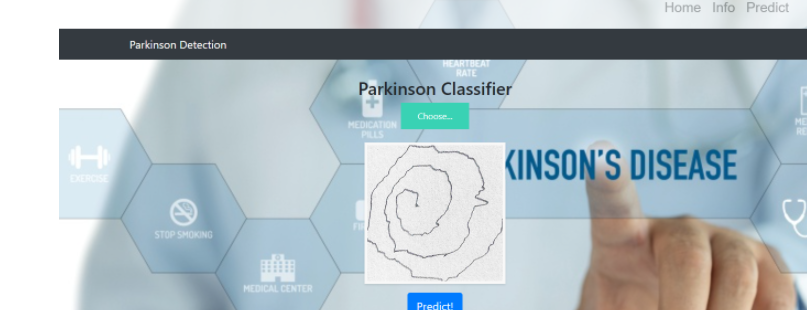 Home Info Predict
Parkinson Detection
HEARTBEAT
RATE
Parkinson Classifier
Choose...
MEDICATION
PILLS
KINSON'S DISEASE
EXERCISE
STOP SMOKING
MEDICAL CENTER
Predict!